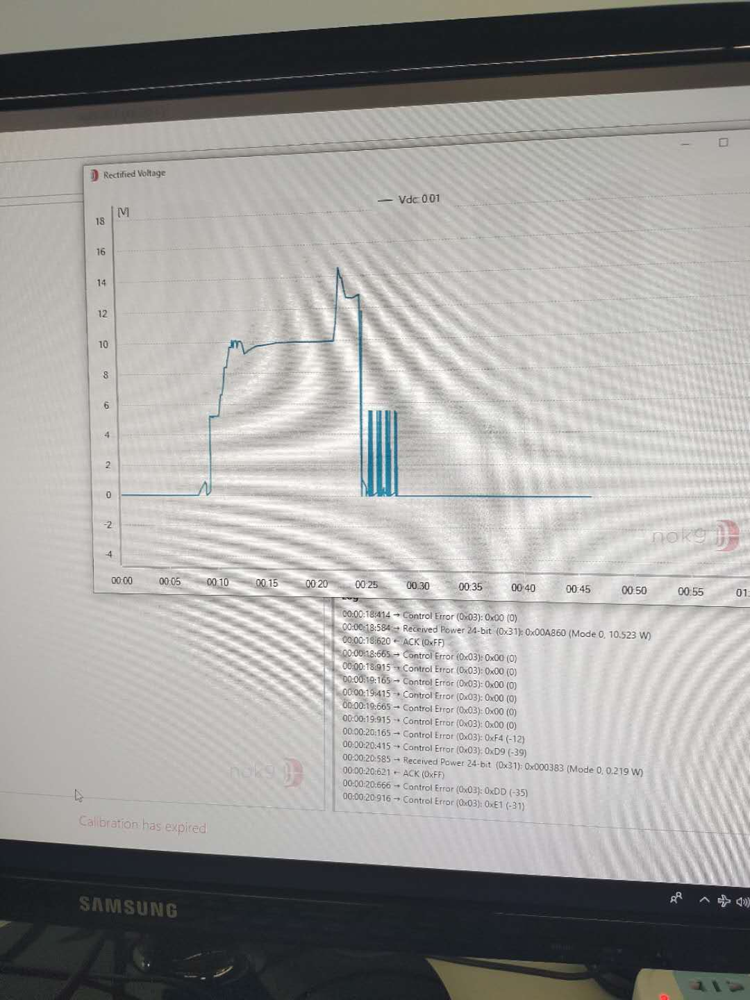 Rectified Voltage
[V]
Vdc: 0.01
18
16
14
12
10
8
6
4
2
0
-2
-4
nok9
00:00 00:05 00:10 00:15 00:20 00:25 00:30 00:35 00:40 00:45 00:50 00:55
00:00:18:414 → Control Error (0x03): 0x00 (0)
00:00:18:584 → Received Power 24-bit (0x31): 0x00A860 (Mode 0, 10.523 W)
00:00:18:620 ← ACK (0xFF)
00:00:18:665 → Control Error (0x03): 0x00 (0)
00:00:18:915 → Control Error (0x03): 0x00 (0)
00:00:19:165 → Control Error (0x03): 0x00 (0)
00:00:19:415 → Control Error (0x03): 0x00 (0)
00:00:19:665 → Control Error (0x03): 0x00 (0)
00:00:19:915 → Control Error (0x03): 0x00 (0)
00:00:20:165 → Control Error (0x03): 0xF4 (-12)
00:00:20:415 → Control Error (0x03): 0xD9 (-39)
00:00:20:585 → Received Power 24-bit (0x31): 0x000383 (Mode 0, 0.219 W)
00:00:20:621 ← ACK (0xFF)
00:00:20:666 → Control Error (0x03): 0xDD (-35)
00:00:20:916 → Control Error (0x03): 0xE1 (-31)
nok9
Calibration has expired
SAMSUNG